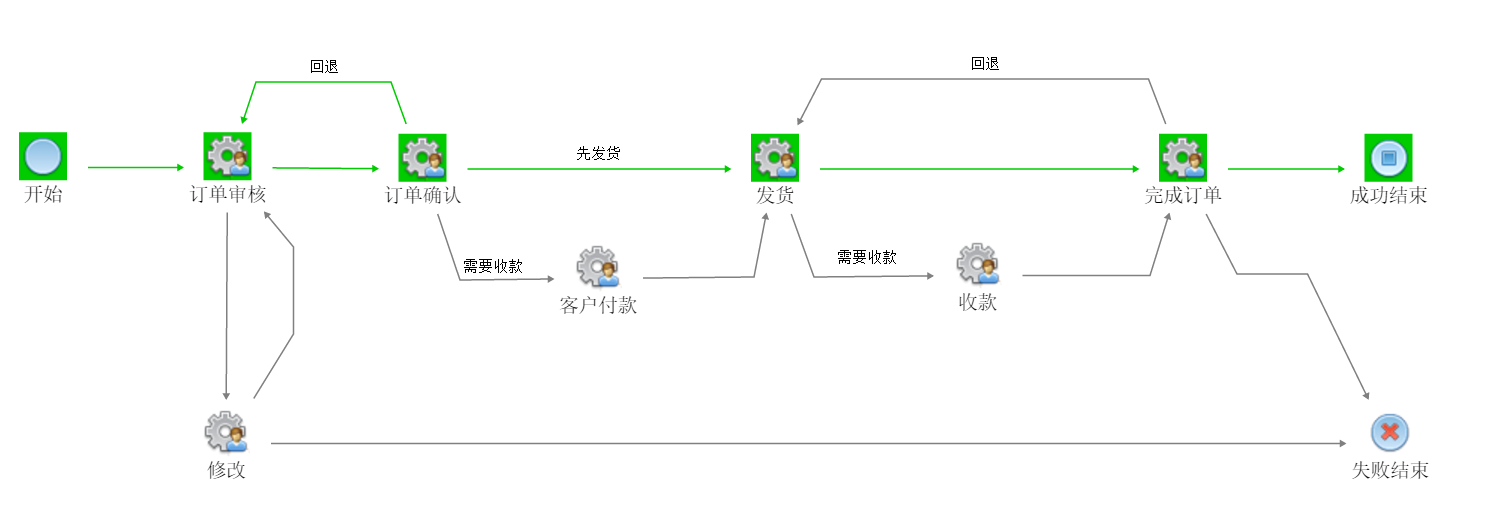 回退
回退
先发货
开始
订单审核
订单确认
发货
完成订单
成功结束
需要收款
需要收款
客户付款
收款
修改
失败结束